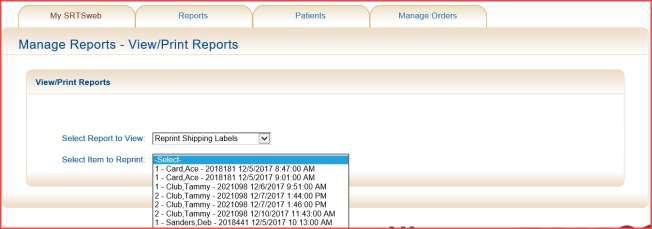 My SRTSweb Reports Patients Manage Orders
Manage Reports - View/Print Reports
View/Print Reports
Select Report to View: Reprint Shipping Labels
Select Item to Reprint: -Select-
1 - Card,Ace - 2018181 12/5/2017 8:47:00 AM
1 - Card,Ace - 2018181 12/5/2017 9:01:00 AM
1 - Club,Tammy - 2021098 12/6/2017 9:51:00 AM
2 - Club,Tammy - 2021098 12/7/2017 1:44:00 PM
2 - Club,Tammy - 2021098 12/7/2017 1:46:00 PM
2 - Club,Tammy - 2021098 12/10/2017 11:43:00 AM
1 - Sanders,Deb - 2018441 12/5/2017 10:13:00 AM